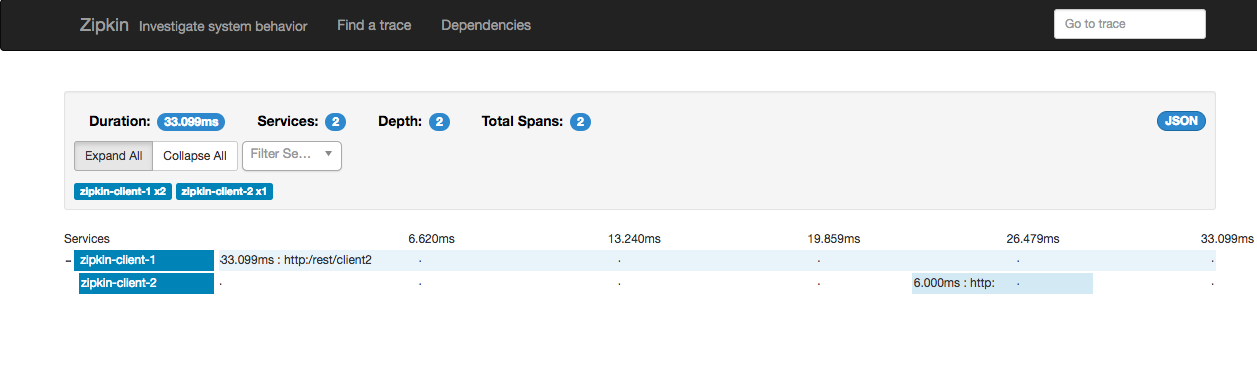 Zipkin Investigate system behavior Find a trace Dependencies Go to trace
Duration: 33.099ms Services: 2 Depth: 2 Total Spans: 2 JSON
Expand All Collapse All Filter Se...
zipkin-client-1 x2 zipkin-client-2 x1
Services 6.620ms 13.240ms 19.859ms 26.479ms 33.099ms
- zipkin-client-1 33.099ms : http:/rest/client2
zipkin-client-2 6.000ms : http: